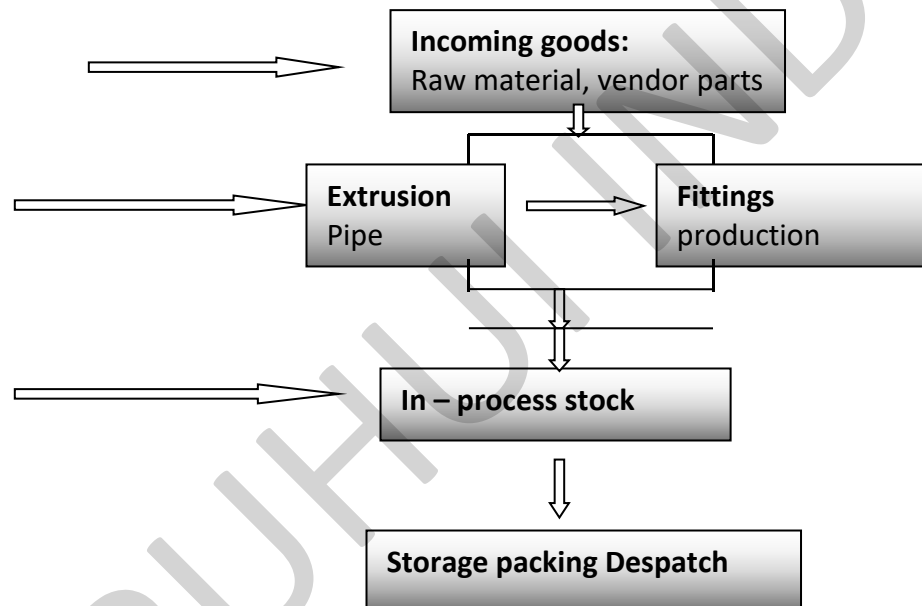 Incoming goods:
Raw material, vendor parts
Extrusion
Pipe
Fittings
production
In – process stock
Storage packing Despatch